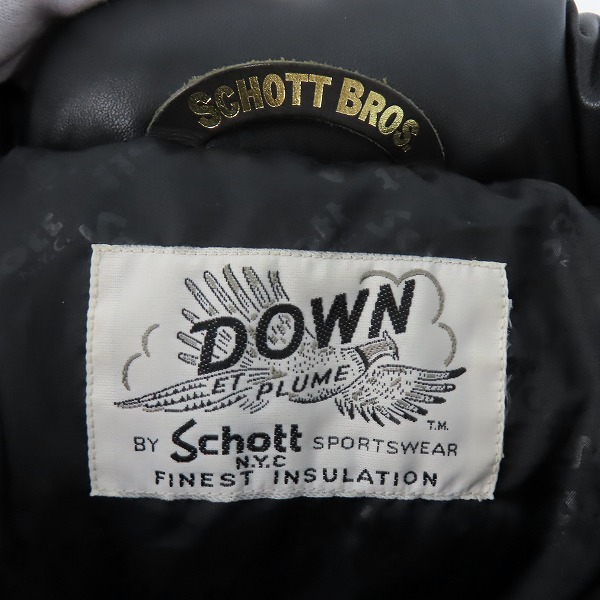 SCHOTT BROS.
DOWN
ET PLUME
T.M.
BY Schott SPORTSWEAR
N.Y.C
FINEST INSULATION